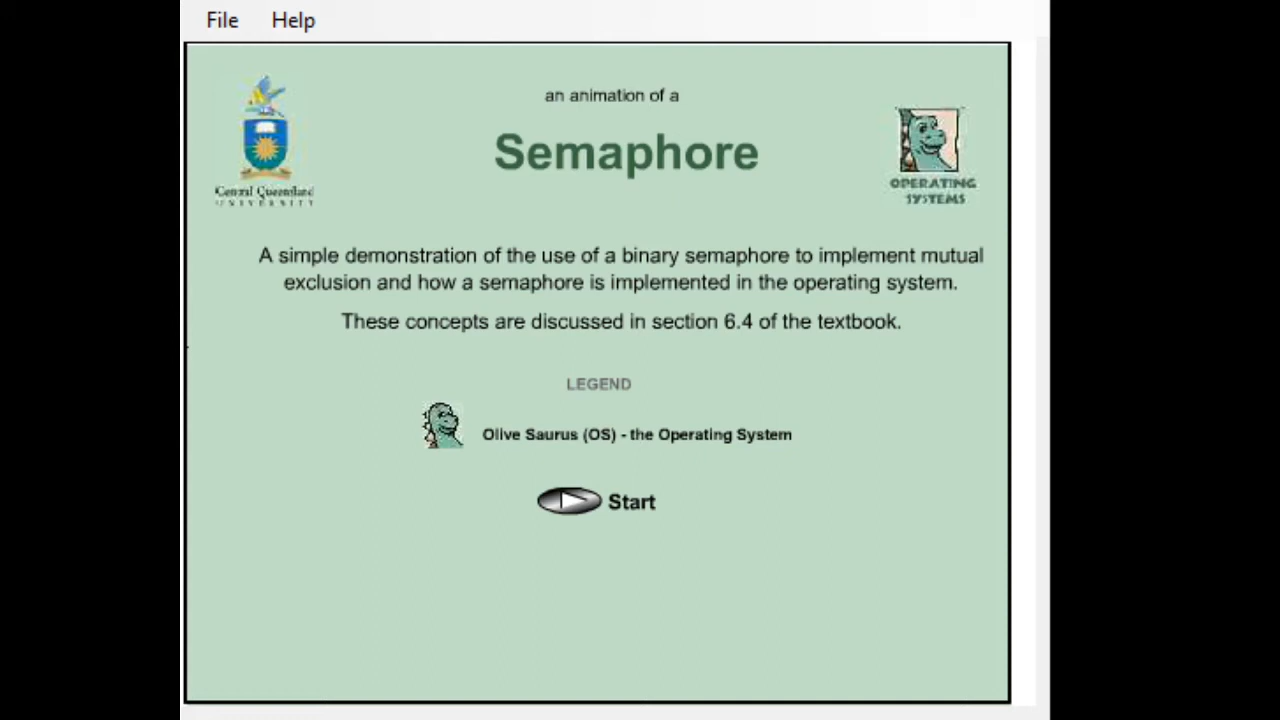 File Help
an animation of a
Semaphore
Central Queensland
UNIVERSITY
OPERATING
SYSTEMS
A simple demonstration of the use of a binary semaphore to implement mutual
exclusion and how a semaphore is implemented in the operating system.
These concepts are discussed in section 6.4 of the textbook.
LEGEND
Olive Saurus (OS) - the Operating System
Start